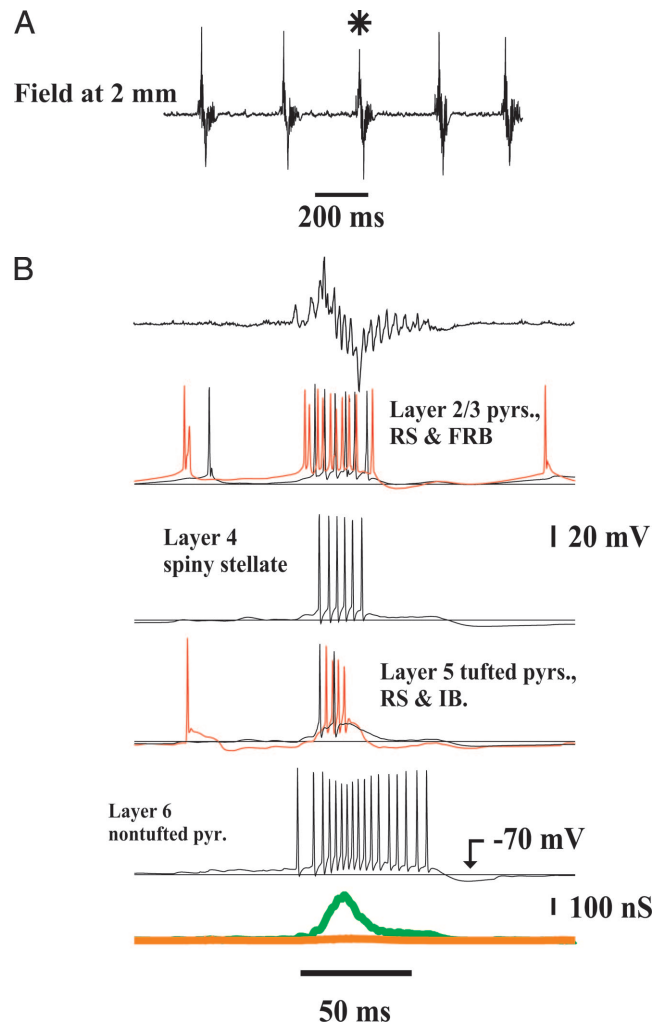 A
*
Field at 2 mm
200 ms
B
Layer 2/3 pyrs.,
RS & FRB
20 mV
Layer 4
spiny stellate
Layer 5 tufted pyrs.,
RS & IB.
Layer 6
nontufted pyr.
-70 mV
100 nS
50 ms